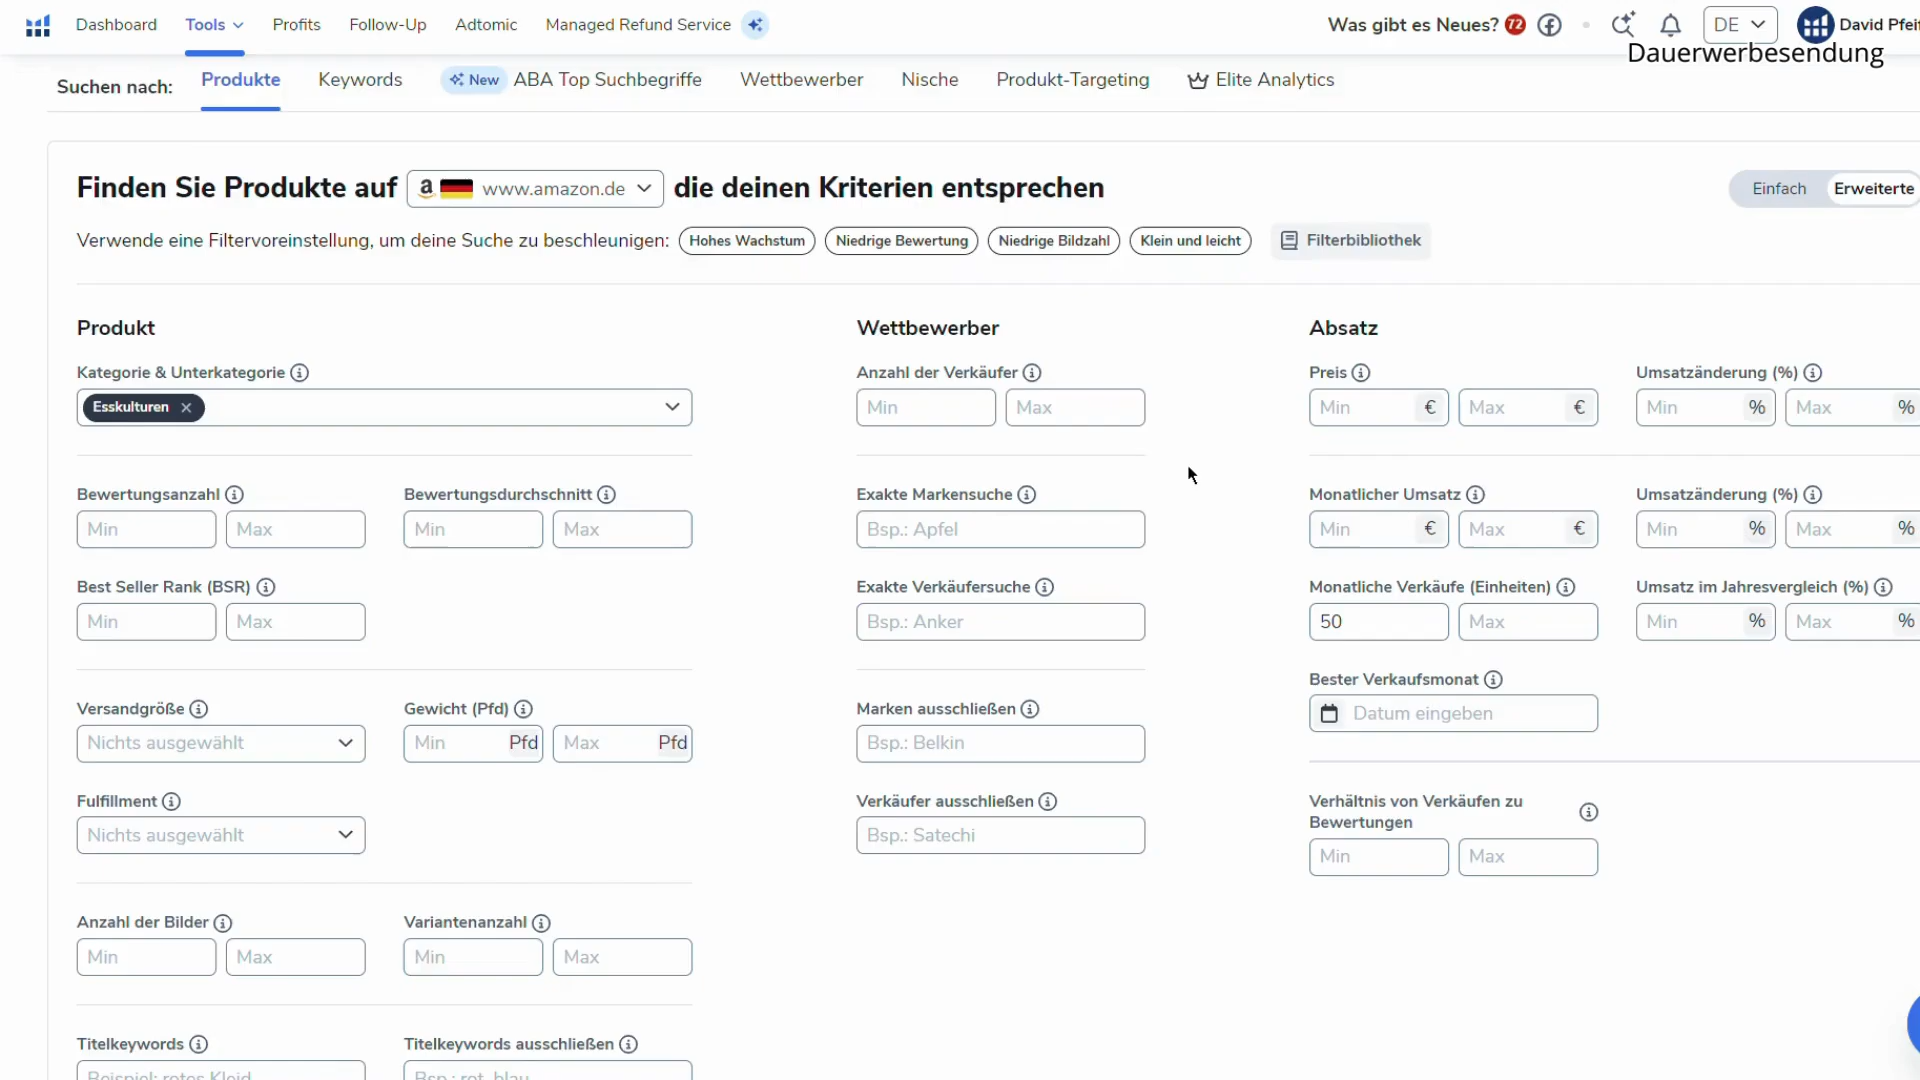 Dashboard Tools Profits Follow-Up Adtomic Managed Refund Service Was gibt es Neues? 72 DE David Pfei
Dauerwerbesendung
Suchen nach: Produkte Keywords New ABA Top Suchbegriffe Wettbewerber Nische Produkt-Targeting Elite Analytics
Finden Sie Produkte auf a www.amazon.de die deinen Kriterien entsprechen Einfach Erweiterte
Verwende eine Filtervoreinstellung, um deine Suche zu beschleunigen: Hohes Wachstum Niedrige Bewertung Niedrige Bildzahl Klein und leicht Filterbibliothek
Produkt Wettbewerber Absatz
Kategorie & Unterkategorie Anzahl der Verkäufer Preis Umsatzänderung (%)
Esskulturen Min Max Min € Max € Min % Max %
Bewertungsanzahl Bewertungsdurchschnitt Exakte Markensuche Monatlicher Umsatz Umsatzänderung (%)
Min Max Min Max Bsp.: Apfel Min € Max € Min % Max %
Best Seller Rank (BSR) Exakte Verkäufersuche Monatliche Verkäufe (Einheiten) Umsatz im Jahresvergleich (%)
Min Max Bsp.: Anker 50 Max Min % Max %
Bester Verkaufsmonat
Versandgröße Gewicht (Pfd) Marken ausschließen Datum eingeben
Nichts ausgewählt Min Pfd Max Pfd Bsp.: Belkin
Fulfillment Verkäufer ausschließen Verhältnis von Verkäufen zu
Bewertungen
Nichts ausgewählt Bsp.: Satechi Min Max
Anzahl der Bilder Variantenanzahl
Min Max Min Max
Titelkeywords Titelkeywords ausschließen
Beispiel: rotes Kleid Bsp.: rot, blau